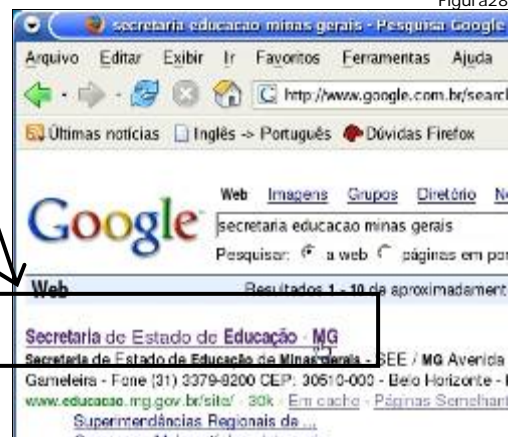 Figura28
secretaria educacao minas gerais - Pesquisa Google
Arquivo Editar Exibir Ir Favoritos Ferramentas Ajuda
http://www.google.com.br/search
Últimas notícias Inglês -> Português Dúvidas Firefox
Web Imagens Grupos Diretório
Google
secretaria educacao minas gerais
Pesquisar: a web páginas em
Web Resultados 1 - 10 de aproximadament
Secretaria de Estado de Educação - MG
Secretaria de Estado de Educação de Minas Gerais - SEE / MG Avenida
Gameleira - Fone (31) 3379-8200 CEP: 30510-000 - Belo Horizonte -
www.educacao.mg.gov.br/site/ - 30k - Em cache - Páginas Semelhant
Superintendências Regionais de ...